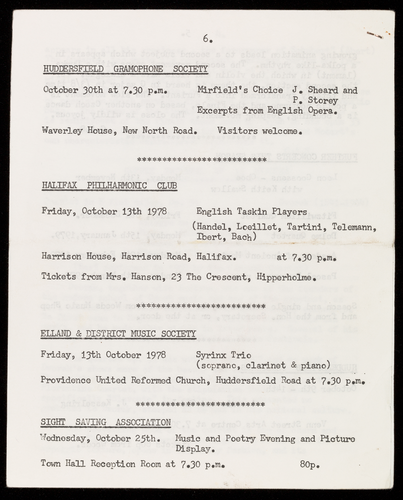 6.
HUDDERSFIELD GRAMOPHONE SOCIETY
October 30th at 7.30 p.m. Mirfield's Choice J. Sheard and
P. Storey
Excerpts from English Opera.
Waverley House, New North Road. Visitors welcome.
**************************
HALIFAX PHILHARMONIC CLUB
Friday, October 13th 1978 English Taskin Players
(Handel, Loeillet, Tartini, Telemann,
Ibert, Bach)
Harrison House, Harrison Road, Halifax. at 7.30 p.m.
Tickets from Mrs. Hanson, 23 The Crescent, Hipperholme.
**************************
ELLAND & DISTRICT MUSIC SOCIETY
Friday, 13th October 1978 Syrinx Trio
(soprano, clarinet & piano)
Providence United Reformed Church, Huddersfield Road at 7.30 p.m.
**************************
SIGHT SAVING ASSOCIATION
Wednesday, October 25th. Music and Poetry Evening and Picture
Display.
Town Hall Reception Room at 7.30 p.m. 80p.